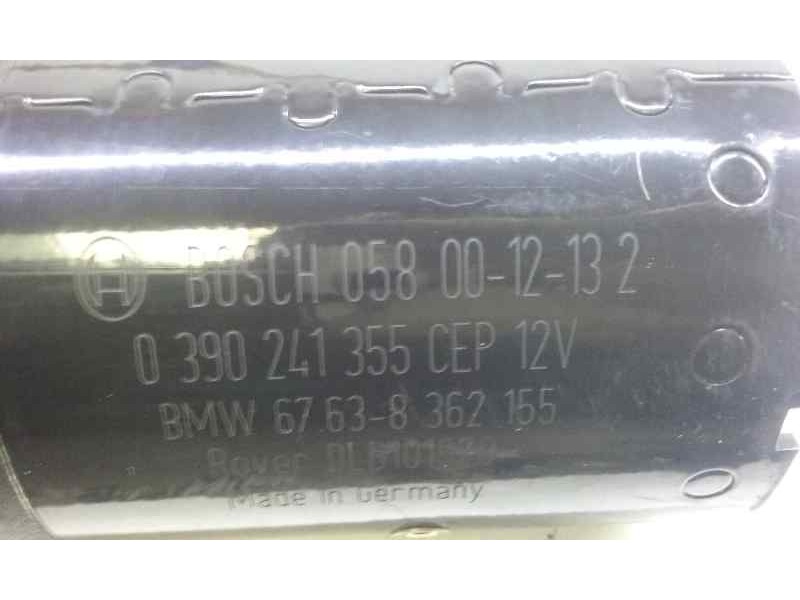 BOSCH 058 00-12-13 2
0 390 241 355 CEP 12V
BMW 67 63-8 362 155
Rover
Made in Germany